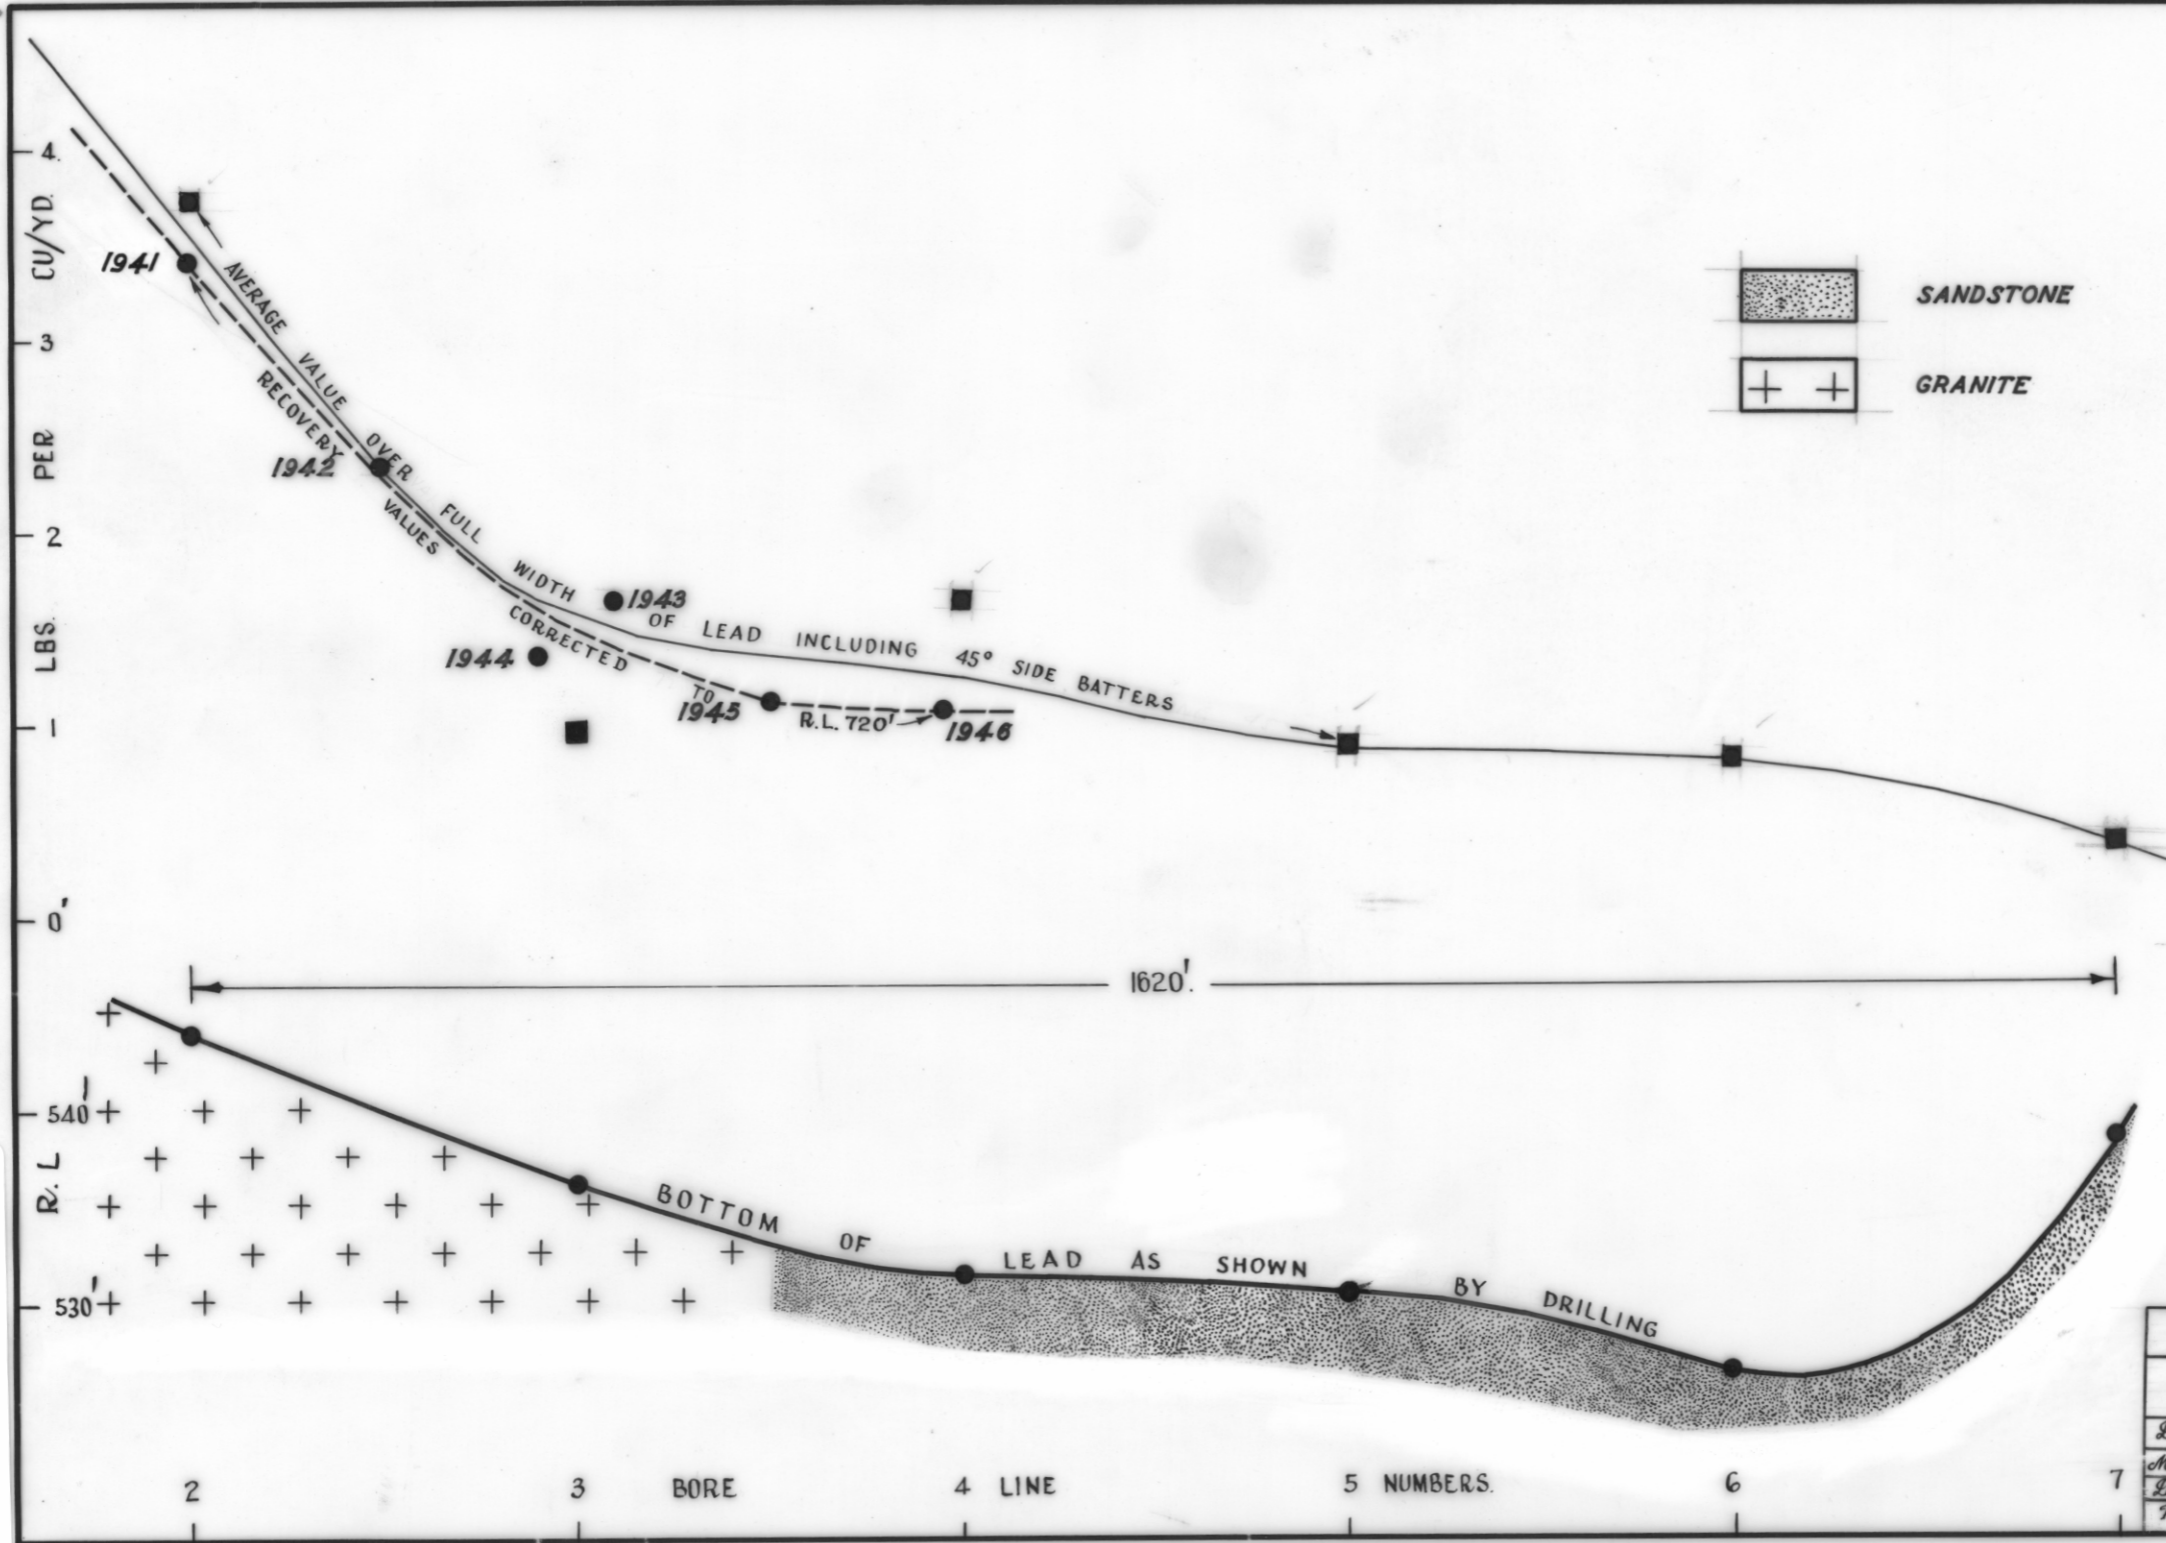 4.
3
2
1
0'
LBS. PER CU/YD.
1941
1942
1943
1944
1945
1946
AVERAGE VALUE OVER FULL WIDTH OF LEAD INCLUDING 45° SIDE BATTERS
RECOVERY VALUES CORRECTED TO R.L. 720'
SANDSTONE
GRANITE
1620'.
540
530'
R.L
BOTTOM OF LEAD AS SHOWN BY DRILLING
2 3 BORE 4 LINE 5 NUMBERS. 6 7